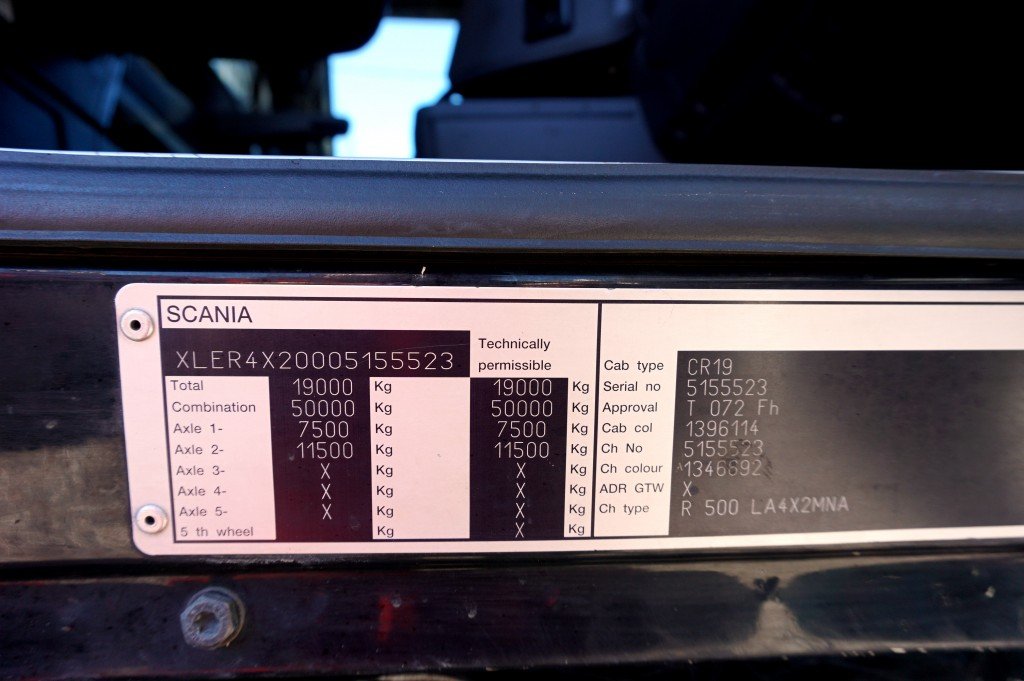 SCANIA
XLER4X20005155523
Technically
permissible
Total 19000 Kg 19000 Kg
Combination 50000 Kg 50000 Kg
Axle 1- 7500 Kg 7500 Kg
Axle 2- 11500 Kg 11500 Kg
Axle 3- X Kg X Kg
Axle 4- X Kg X Kg
Axle 5- X Kg X Kg
5 th wheel Kg X Kg
Cab type CR19
Serial no 5155523
Approval T 072 Fh
Cab col 1396114
Ch No 5155523
Ch colour 1346692
ADR GTW X
Ch type R 500 LA4X2MNA